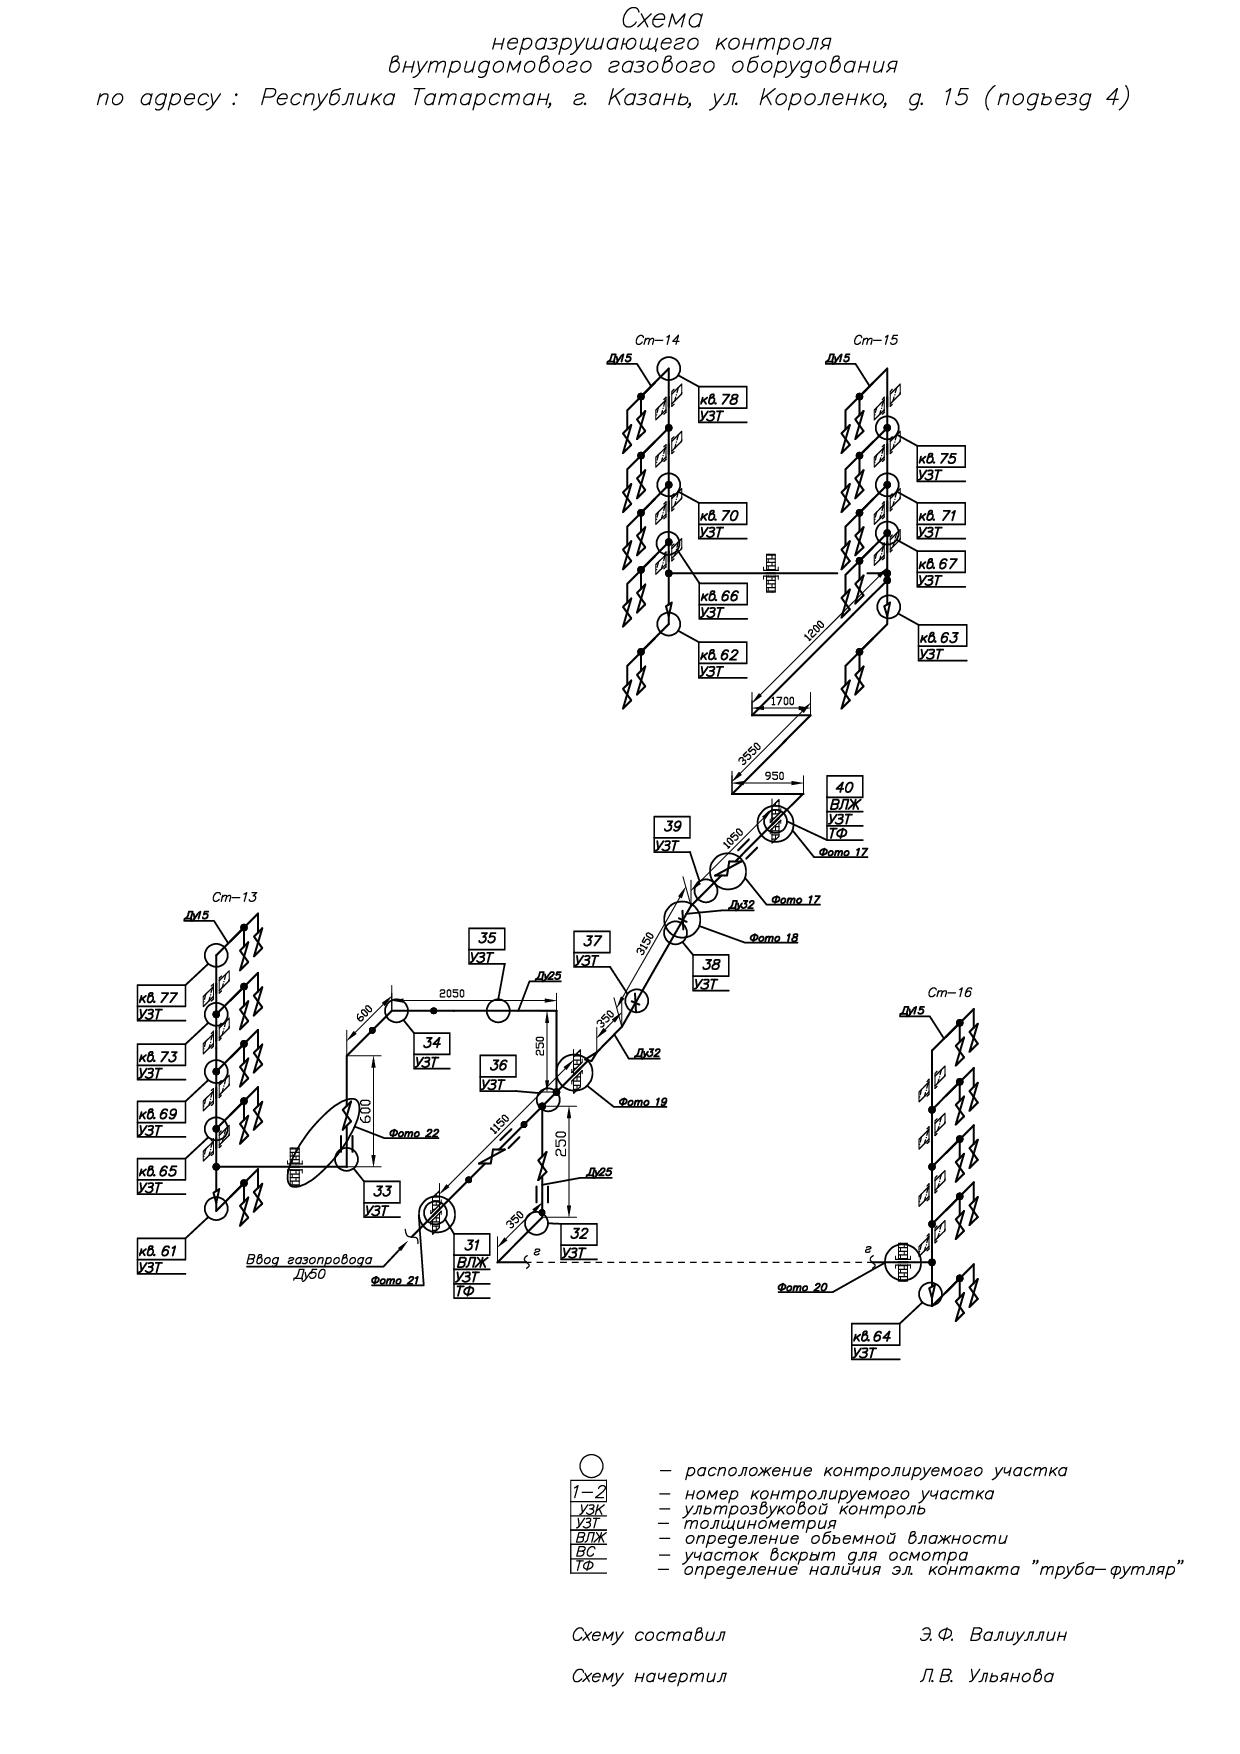 Схема
неразрушающего контроля
внутридомового газового оборудования
по адресу : Республика Татарстан, г. Казань, ул. Короленко, д. 15 (подъезд 4)
Ст-14
Ст-15
Ду15
Ду15
кв. 78
УЗТ
кв. 75
УЗТ
кв. 70
УЗТ
кв. 71
УЗТ
кв. 67
УЗТ
кв. 66
УЗТ
кв. 63
УЗТ
кв. 62
УЗТ
1200
1700
3550
950
40
ВЛЖ
УЗТ
ТФ
Фото 17
39
УЗТ
1050
Фото 17
Ду32
Фото 18
3150
38
УЗТ
37
УЗТ
35
УЗТ
Ст-13
Ду15
кв. 77
УЗТ
кв. 73
УЗТ
кв. 69
УЗТ
кв. 65
УЗТ
кв. 61
УЗТ
600
2050
Ду25
34
УЗТ
250
350
Ду32
36
УЗТ
Фото 19
600
Фото 22
1150
250
Ду25
33
УЗТ
350
32
УЗТ
31
ВЛЖ
УЗТ
ТФ
Ввод газопровода
Ду50
Фото 21
г
г
Фото 20
Ст-16
Ду15
кв. 64
УЗТ
– расположение контролируемого участка
1-2 – номер контролируемого участка
УЗК – ультрозвуковой контроль
УЗТ – толщинометрия
ВЛЖ – определение объемной влажности
ВС – участок вскрыт для осмотра
ТФ – определение наличия эл. контакта "труба-футляр"
Схему составил Э.Ф. Валиуллин
Схему начертил Л.В. Ульянова